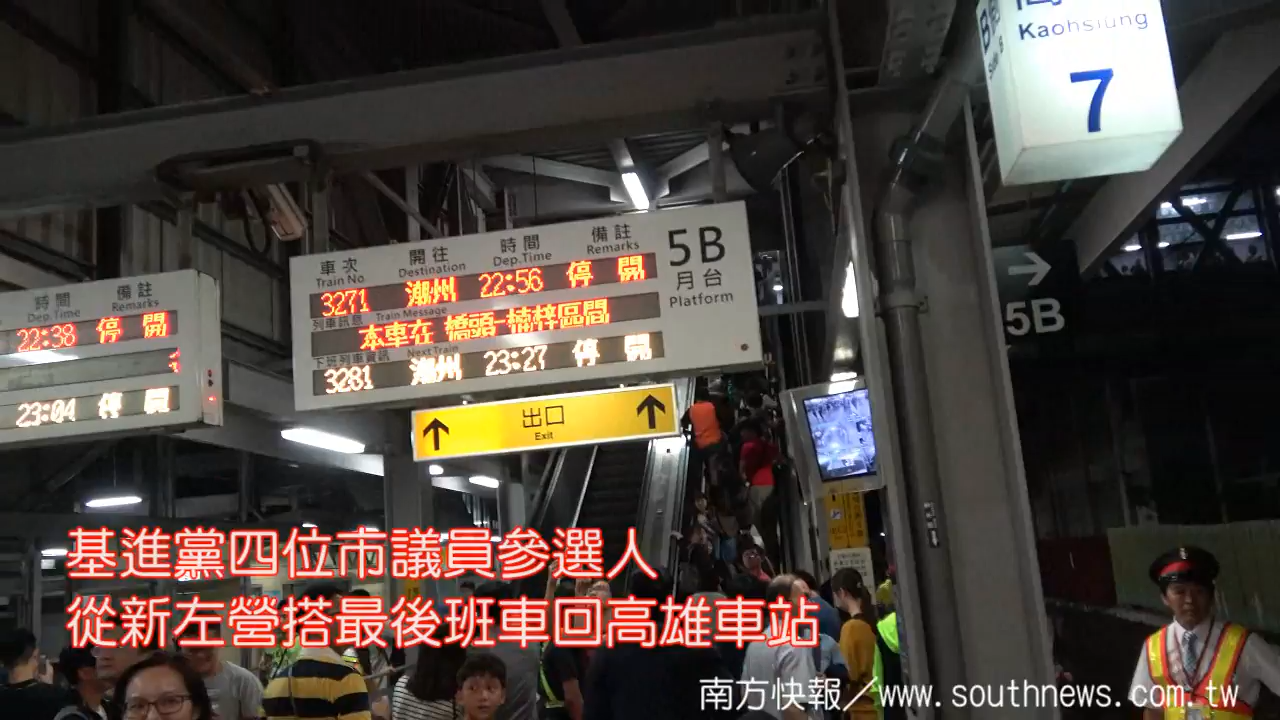 Kaohsiung
7
時間 備註
Dep.Time Remarks
22:38 停 開
23:04 停 開
車次 開往 時間 備註
Train No Destination Dep.Time Remarks
3271 潮州 22:56 停 開
列車訊息 Train Message
本車在 橋頭-楠梓區間
下班列車資訊 Next Train
3281 潮州 23:27 停 開
5B
月台
Platform
5B
出口
Exit
基進黨四位市議員參選人
從新左營搭最後班車回高雄車站
南方快報／www.southnews.com.tw